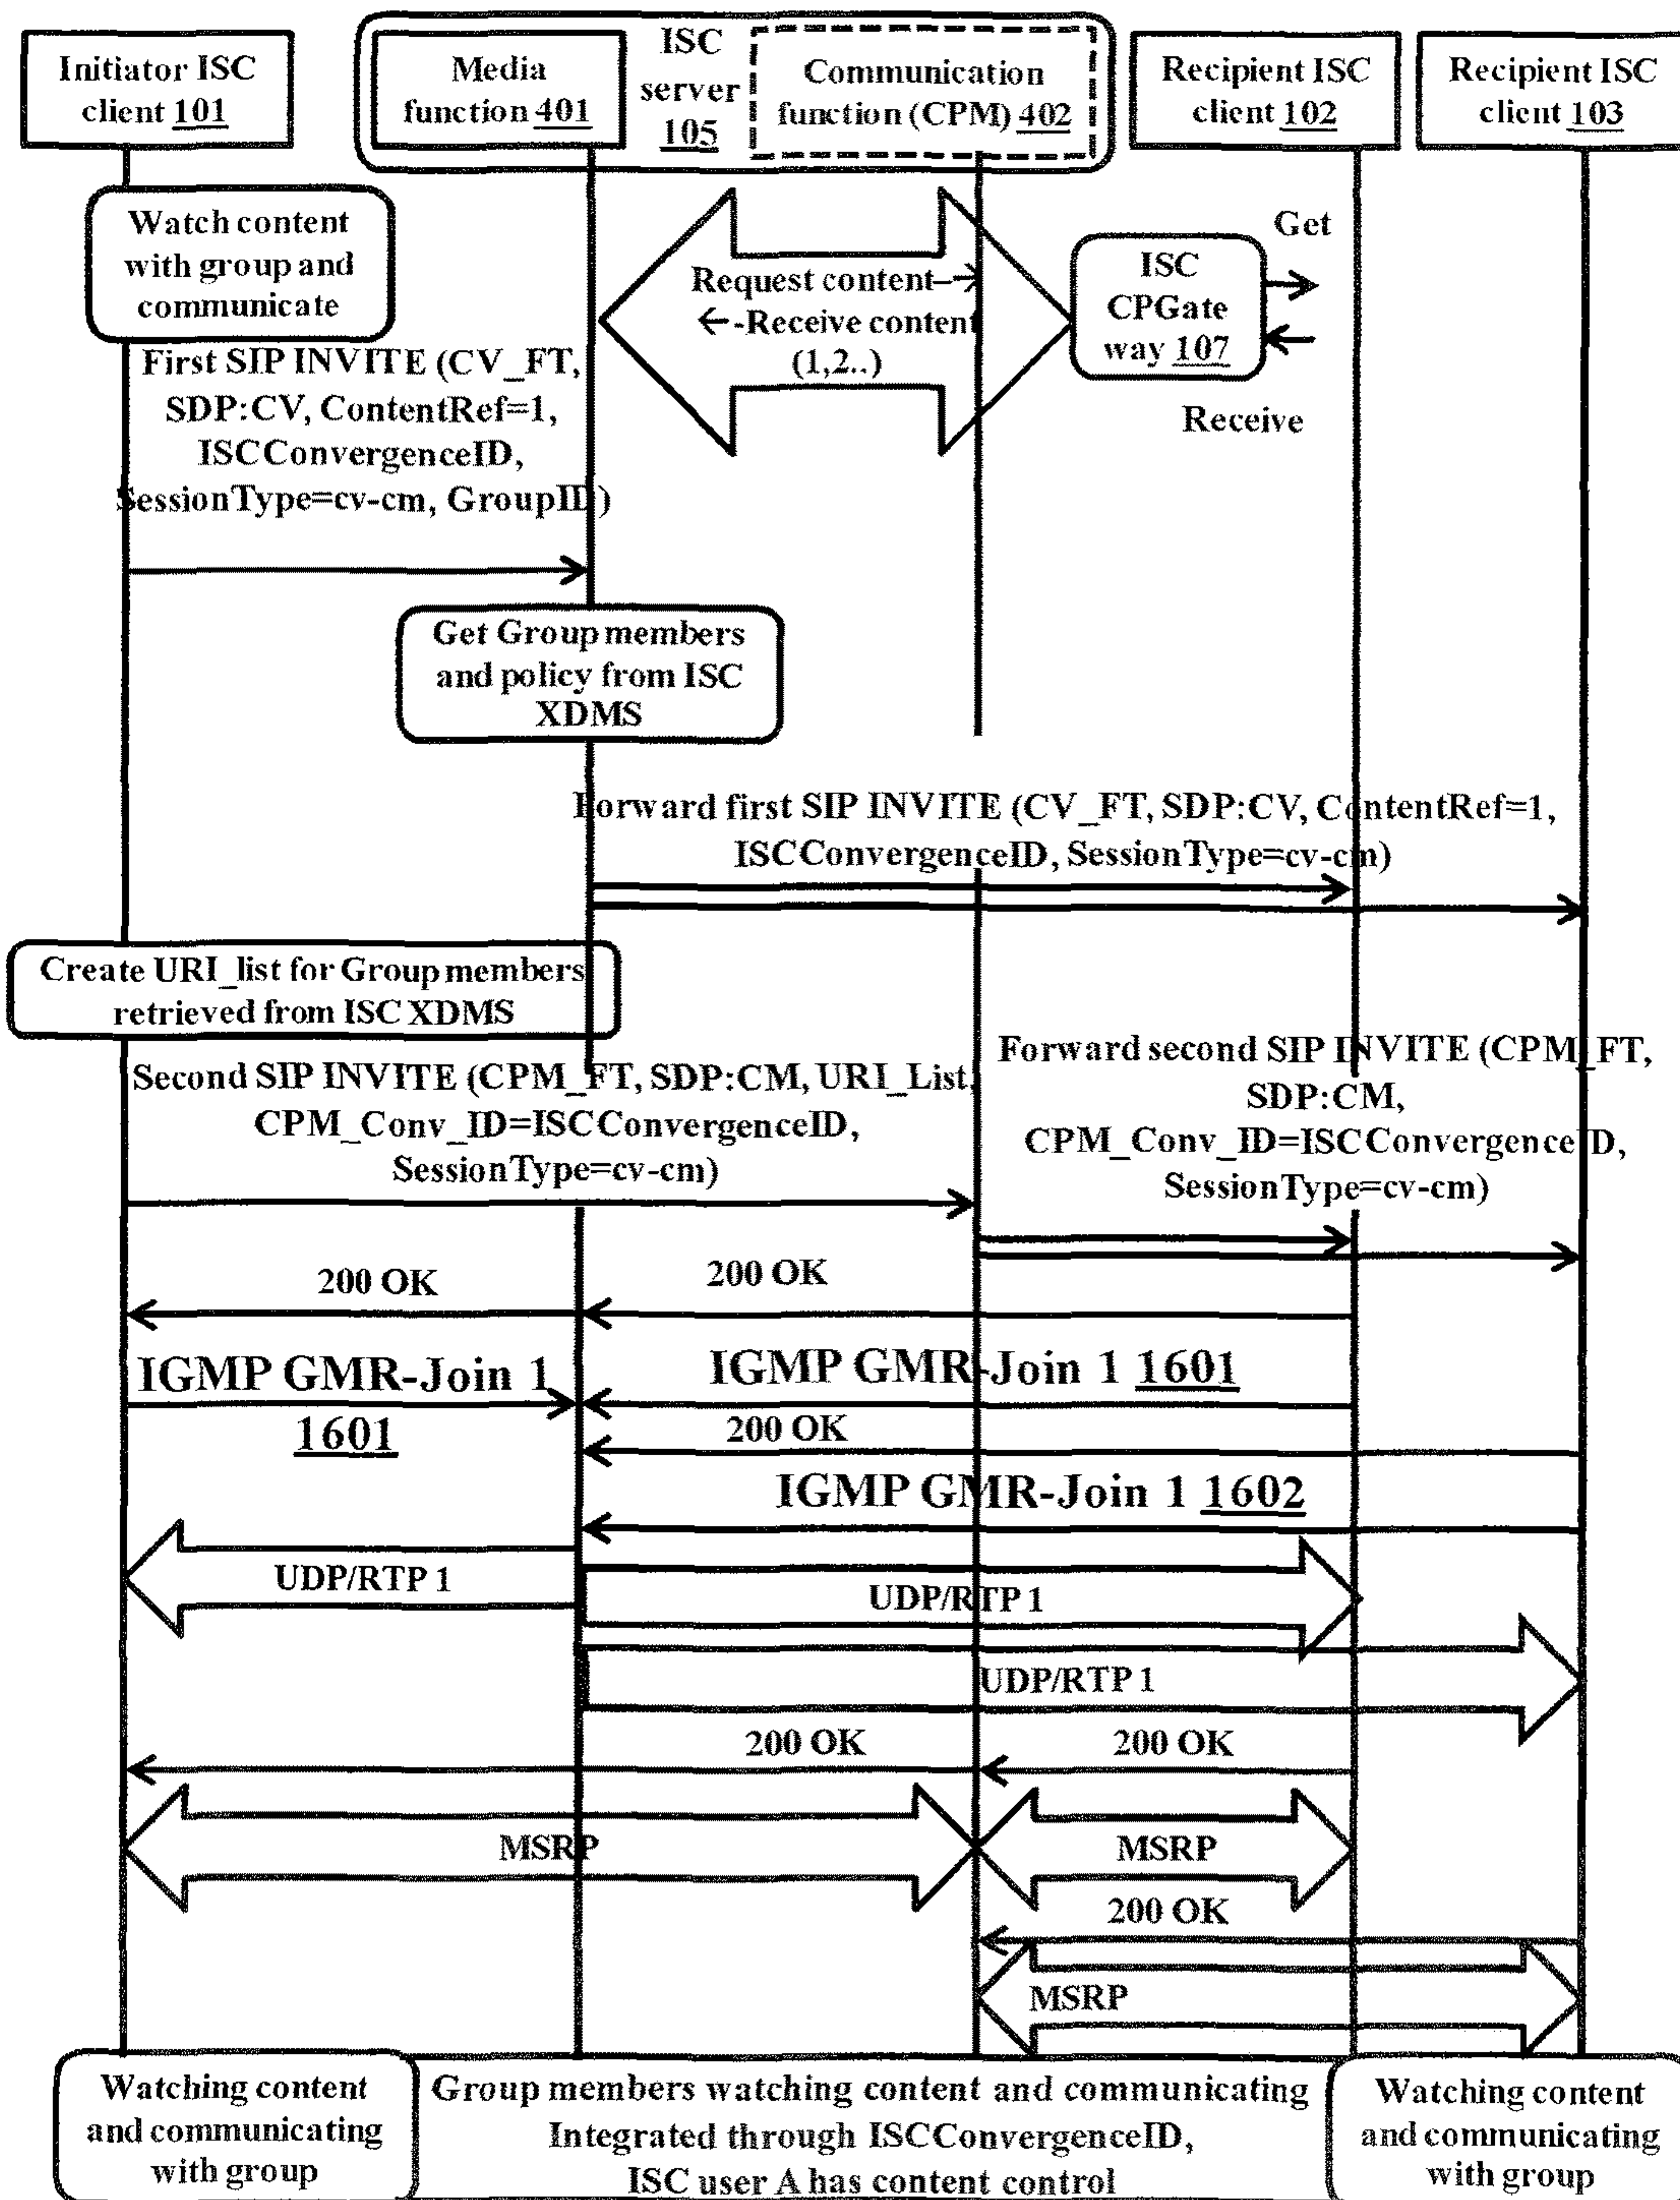 Initiator ISC
client 101
Media
function 401
ISC
server
105
Communication
function (CPM) 402
Recipient ISC
client 102
Recipient ISC
client 103
Watch content
with group and
communicate
Request content-→
←-Receive content
(1,2..)
ISC
CPGate
way 107
Get
Receive
First SIP INVITE (CV_FT,
SDP:CV, ContentRef=1,
ISCConvergenceID,
SessionType=cv-cm, GroupID)
Get Group members
and policy from ISC
XDMS
Forward first SIP INVITE (CV_FT, SDP:CV, ContentRef=1,
ISCConvergenceID, SessionType=cv-cm)
Create URI_list for Group members
retrieved from ISC XDMS
Second SIP INVITE (CPM_FT, SDP:CM, URI_List,
CPM_Conv_ID=ISCConvergenceID,
SessionType=cv-cm)
Forward second SIP INVITE (CPM_FT,
SDP:CM,
CPM_Conv_ID=ISCConvergenceID,
SessionType=cv-cm)
200 OK
200 OK
IGMP GMR-Join 1
1601
IGMP GMR-Join 1 1601
200 OK
IGMP GMR-Join 1 1602
UDP/RTP 1
UDP/RTP 1
UDP/RTP 1
200 OK
200 OK
MSRP
MSRP
200 OK
MSRP
Watching content
and communicating
with group
Group members watching content and communicating
Integrated through ISCConvergenceID,
ISC user A has content control
Watching content
and communicating
with group